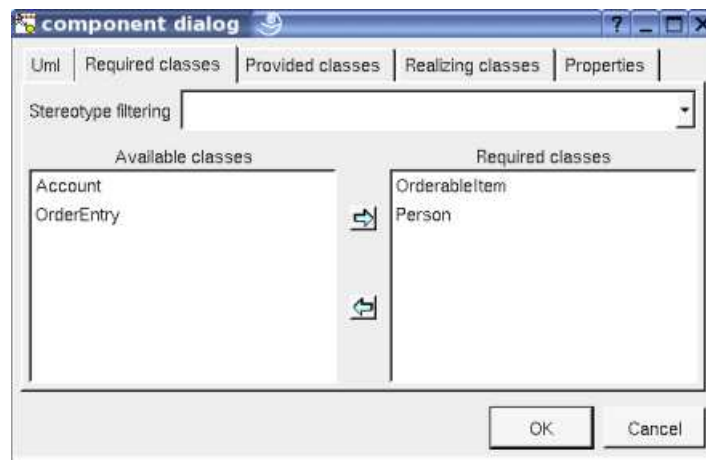 component dialog
?
Uml Required classes Provided classes Realizing classes Properties
Stereotype filtering
Available classes Required classes
Account OrderableItem
OrderEntry Person
OK Cancel